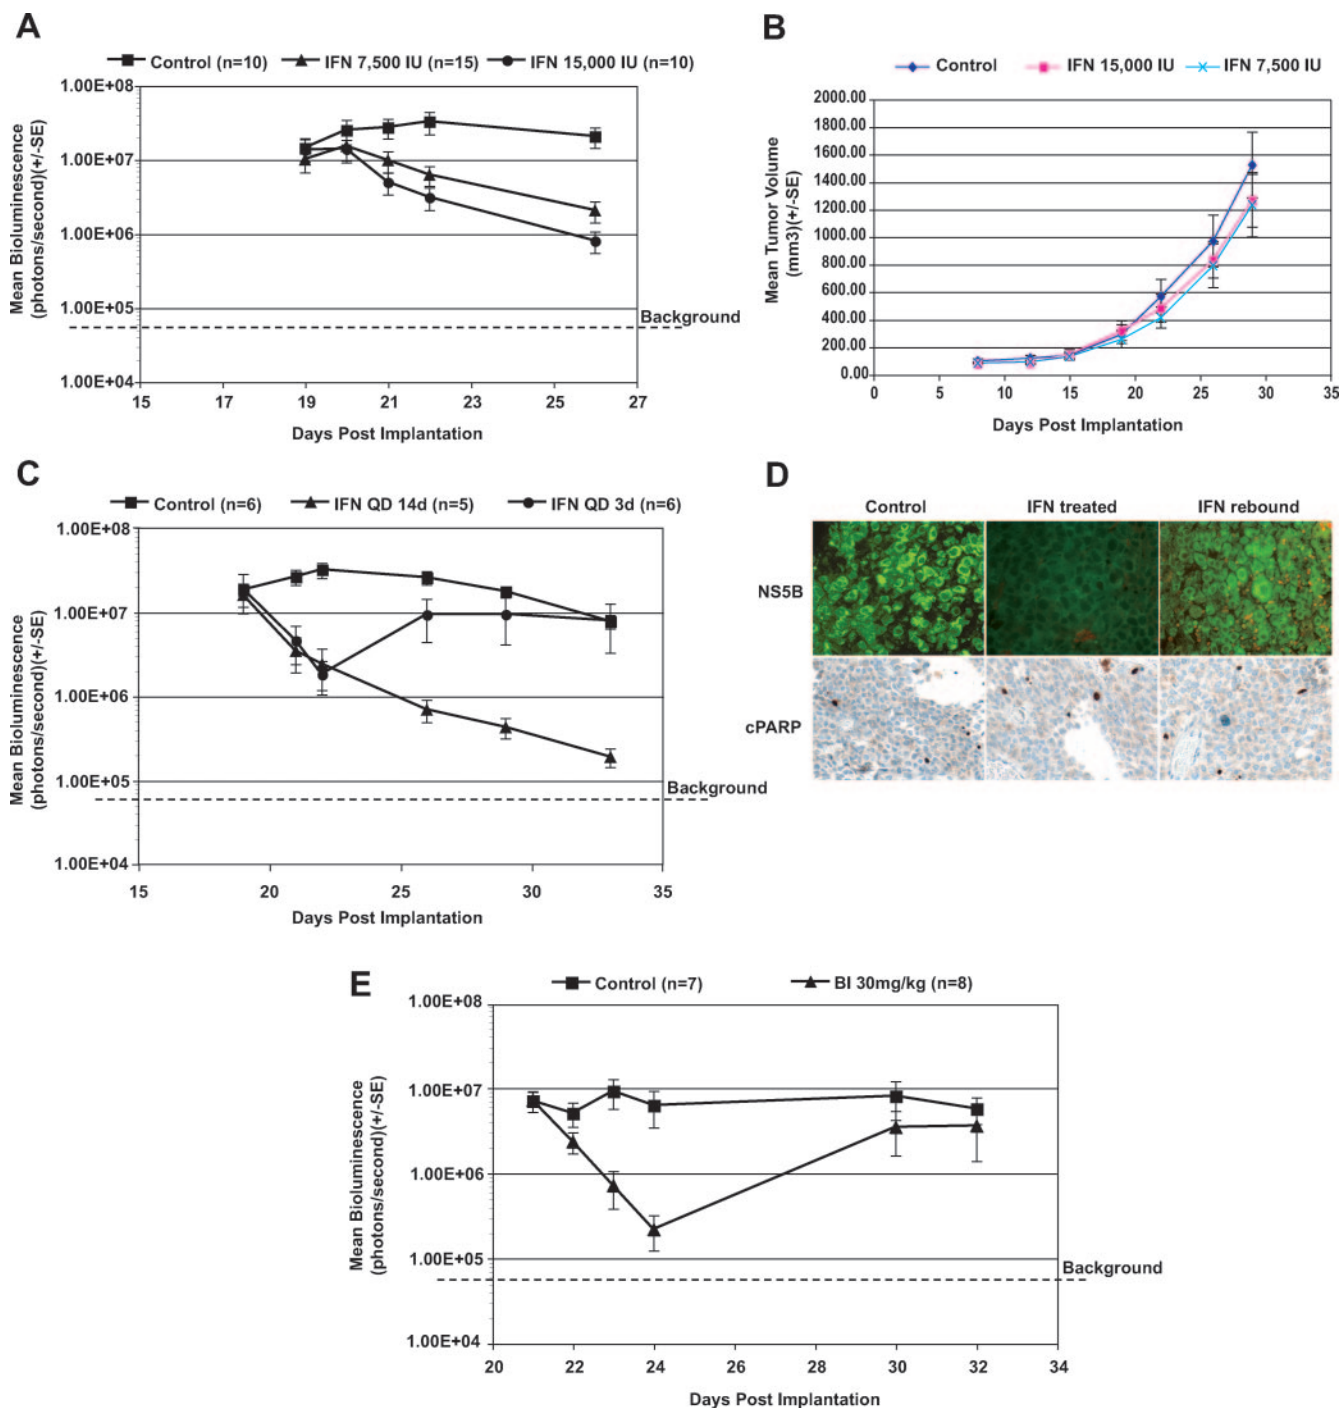 A
Control (n=10) IFN 7,500 IU (n=15) IFN 15,000 IU (n=10)
Mean Bioluminescence
(photons/second)(+/-SE)
1.00E+08
1.00E+07
1.00E+06
1.00E+05
1.00E+04
Background
15 17 19 21 23 25 27
Days Post Implantation
B
Control IFN 15,000 IU IFN 7,500 IU
Mean Tumor Volume
(mm3)(+/-SE)
2000.00
1800.00
1600.00
1400.00
1200.00
1000.00
800.00
600.00
400.00
200.00
0.00
0 5 10 15 20 25 30 35
Days Post Implantation
C
Control (n=6) IFN QD 14d (n=5) IFN QD 3d (n=6)
Mean Bioluminescence
(photons/second)(+/-SE)
1.00E+08
1.00E+07
1.00E+06
1.00E+05
1.00E+04
Background
15 20 25 30 35
Days Post Implantation
D
Control IFN treated IFN rebound
NS5B
cPARP
E
Control (n=7) BI 30mg/kg (n=8)
Mean Bioluminescence
(photons/second)(+/-SE)
1.00E+08
1.00E+07
1.00E+06
1.00E+05
1.00E+04
Background
20 22 24 26 28 30 32 34
Days Post Implantation